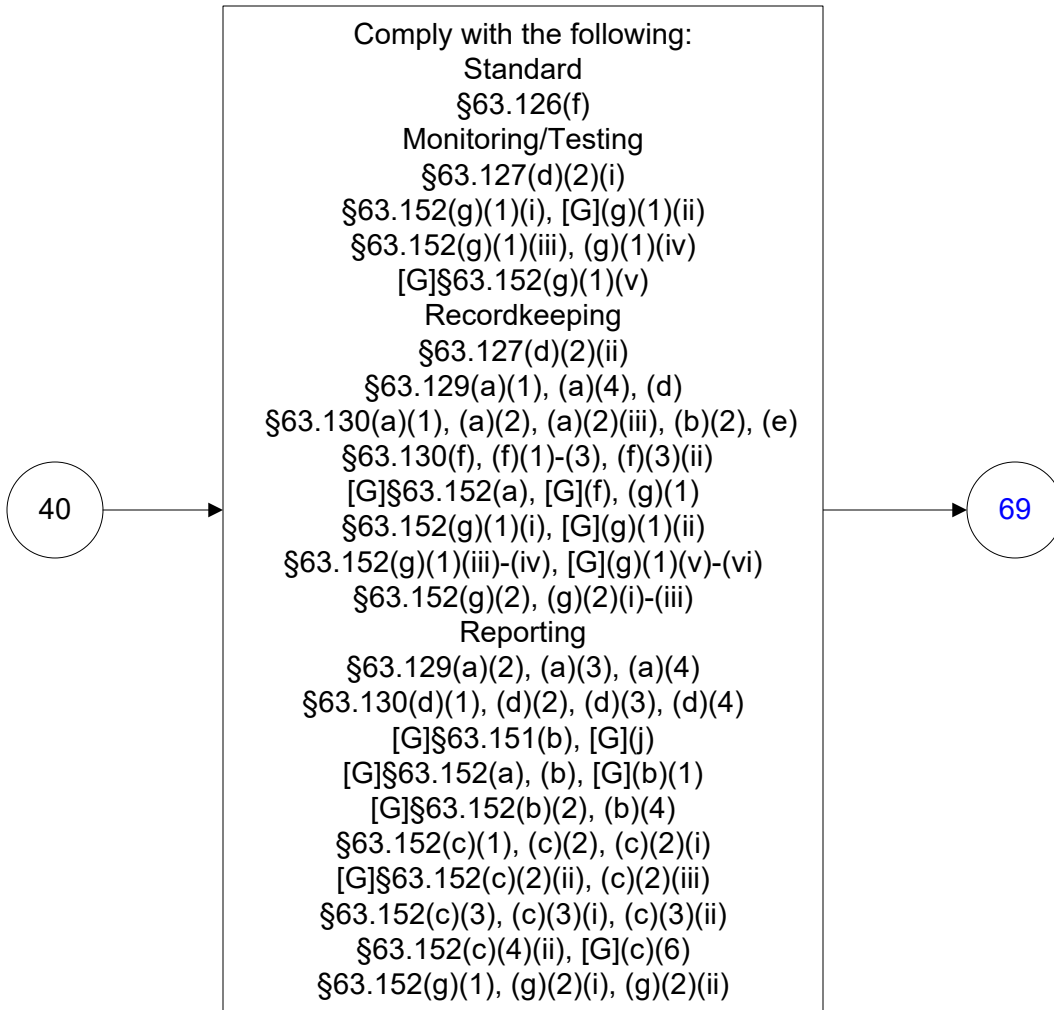 Comply with the following:
Standard
§63.126(f)
Monitoring/Testing
§63.127(d)(2)(i)
§63.152(g)(1)(i), [G](g)(1)(ii)
§63.152(g)(1)(iii), (g)(1)(iv)
[G]§63.152(g)(1)(v)
Recordkeeping
§63.127(d)(2)(ii)
§63.129(a)(1), (a)(4), (d)
§63.130(a)(1), (a)(2), (a)(2)(iii), (b)(2), (e)
§63.130(f), (f)(1)-(3), (f)(3)(ii)
[G]§63.152(a), [G](f), (g)(1)
§63.152(g)(1)(i), [G](g)(1)(ii)
§63.152(g)(1)(iii)-(iv), [G](g)(1)(v)-(vi)
§63.152(g)(2), (g)(2)(i)-(iii)
Reporting
§63.129(a)(2), (a)(3), (a)(4)
§63.130(d)(1), (d)(2), (d)(3), (d)(4)
[G]§63.151(b), [G](j)
[G]§63.152(a), (b), [G](b)(1)
[G]§63.152(b)(2), (b)(4)
§63.152(c)(1), (c)(2), (c)(2)(i)
[G]§63.152(c)(2)(ii), (c)(2)(iii)
§63.152(c)(3), (c)(3)(i), (c)(3)(ii)
§63.152(c)(4)(ii), [G](c)(6)
§63.152(g)(1), (g)(2)(i), (g)(2)(ii)
40
69